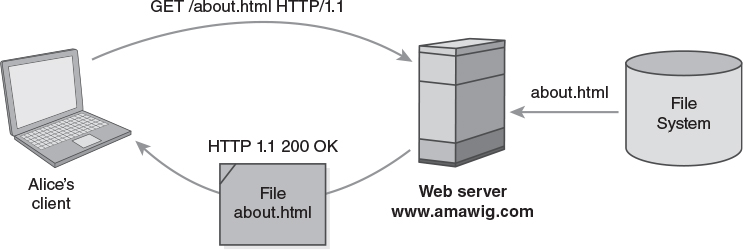 GET /about.html HTTP/1.1
about.html
File
System
HTTP 1.1 200 OK
File
about.html
Alice's
client
Web server
www.amawig.com